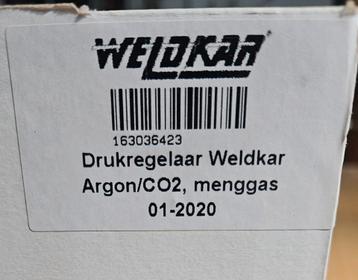 WELDKAR
163036423
Drukregelaar Weldkar
Argon/CO2, menggas
01-2020